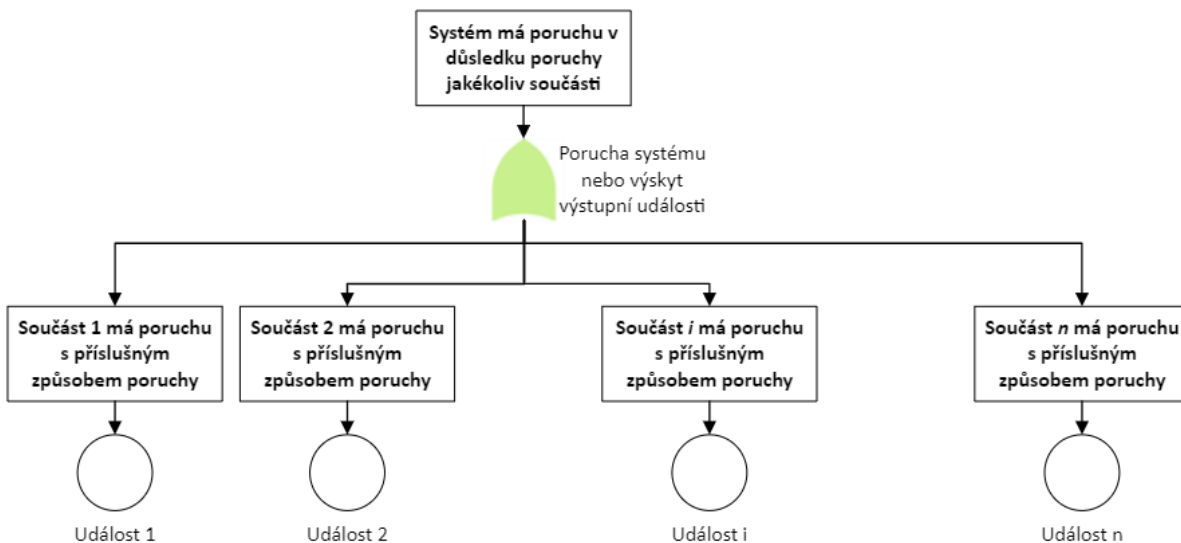 Systém má poruchu v
důsledku poruchy
jakékoliv součásti
Porucha systému
nebo výskyt
výstupní události
Součást 1 má poruchu
s příslušným
způsobem poruchy
Součást 2 má poruchu
s příslušným
způsobem poruchy
Součást i má poruchu
s příslušným
způsobem poruchy
Součást n má poruchu
s příslušným
způsobem poruchy
Událost 1
Událost 2
Událost i
Událost n